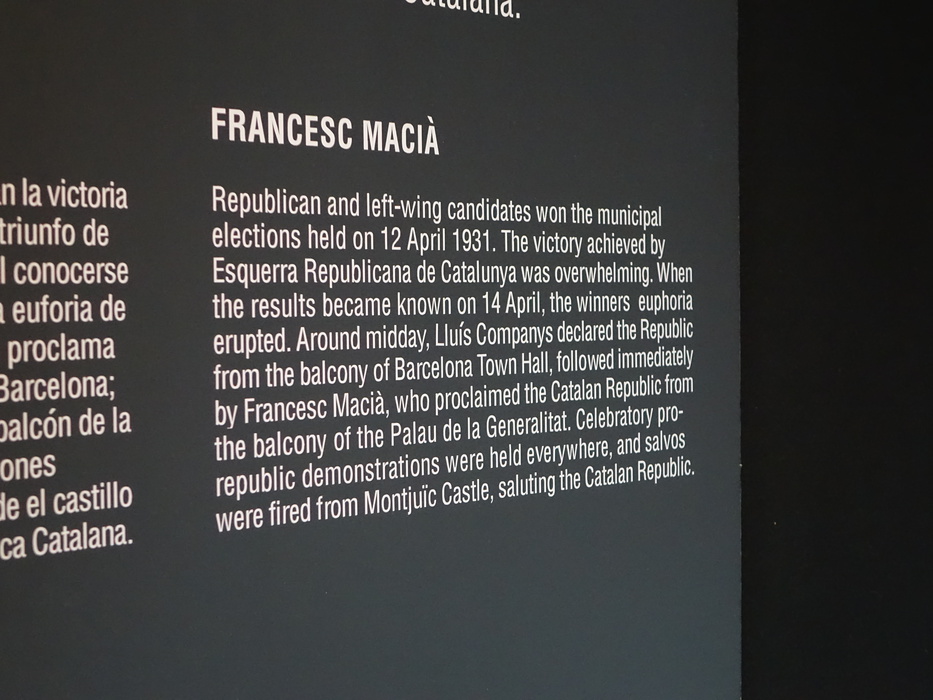 Catalana.
n la victoria
triunfo de
l conocerse
a euforia de
proclama
Barcelona;
balcón de la
ones
de el castillo
ca Catalana.
FRANCESC MACIÀ
Republican and left-wing candidates won the municipal
elections held on 12 April 1931. The victory achieved by
Esquerra Republicana de Catalunya was overwhelming. When
the results became known on 14 April, the winners euphoria
erupted. Around midday, Lluís Companys declared the Republic
from the balcony of Barcelona Town Hall, followed immediately
by Francesc Macià, who proclaimed the Catalan Republic from
the balcony of the Palau de la Generalitat. Celebratory pro-
republic demonstrations were held everywhere, and salvos
were fired from Montjuïc Castle, saluting the Catalan Republic.